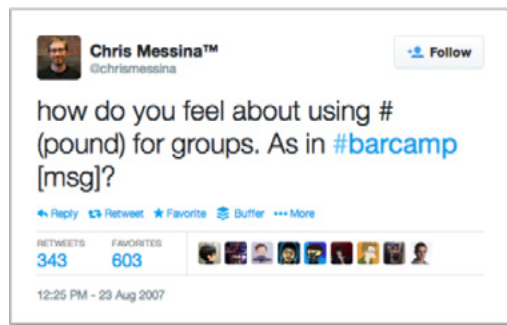 Chris Messina™
@chrismessina
Follow
how do you feel about using #
(pound) for groups. As in #barcamp
[msg]?
Reply Retweet Favorite Buffer More
RETWEETS FAVORITES
343 603
12:25 PM - 23 Aug 2007